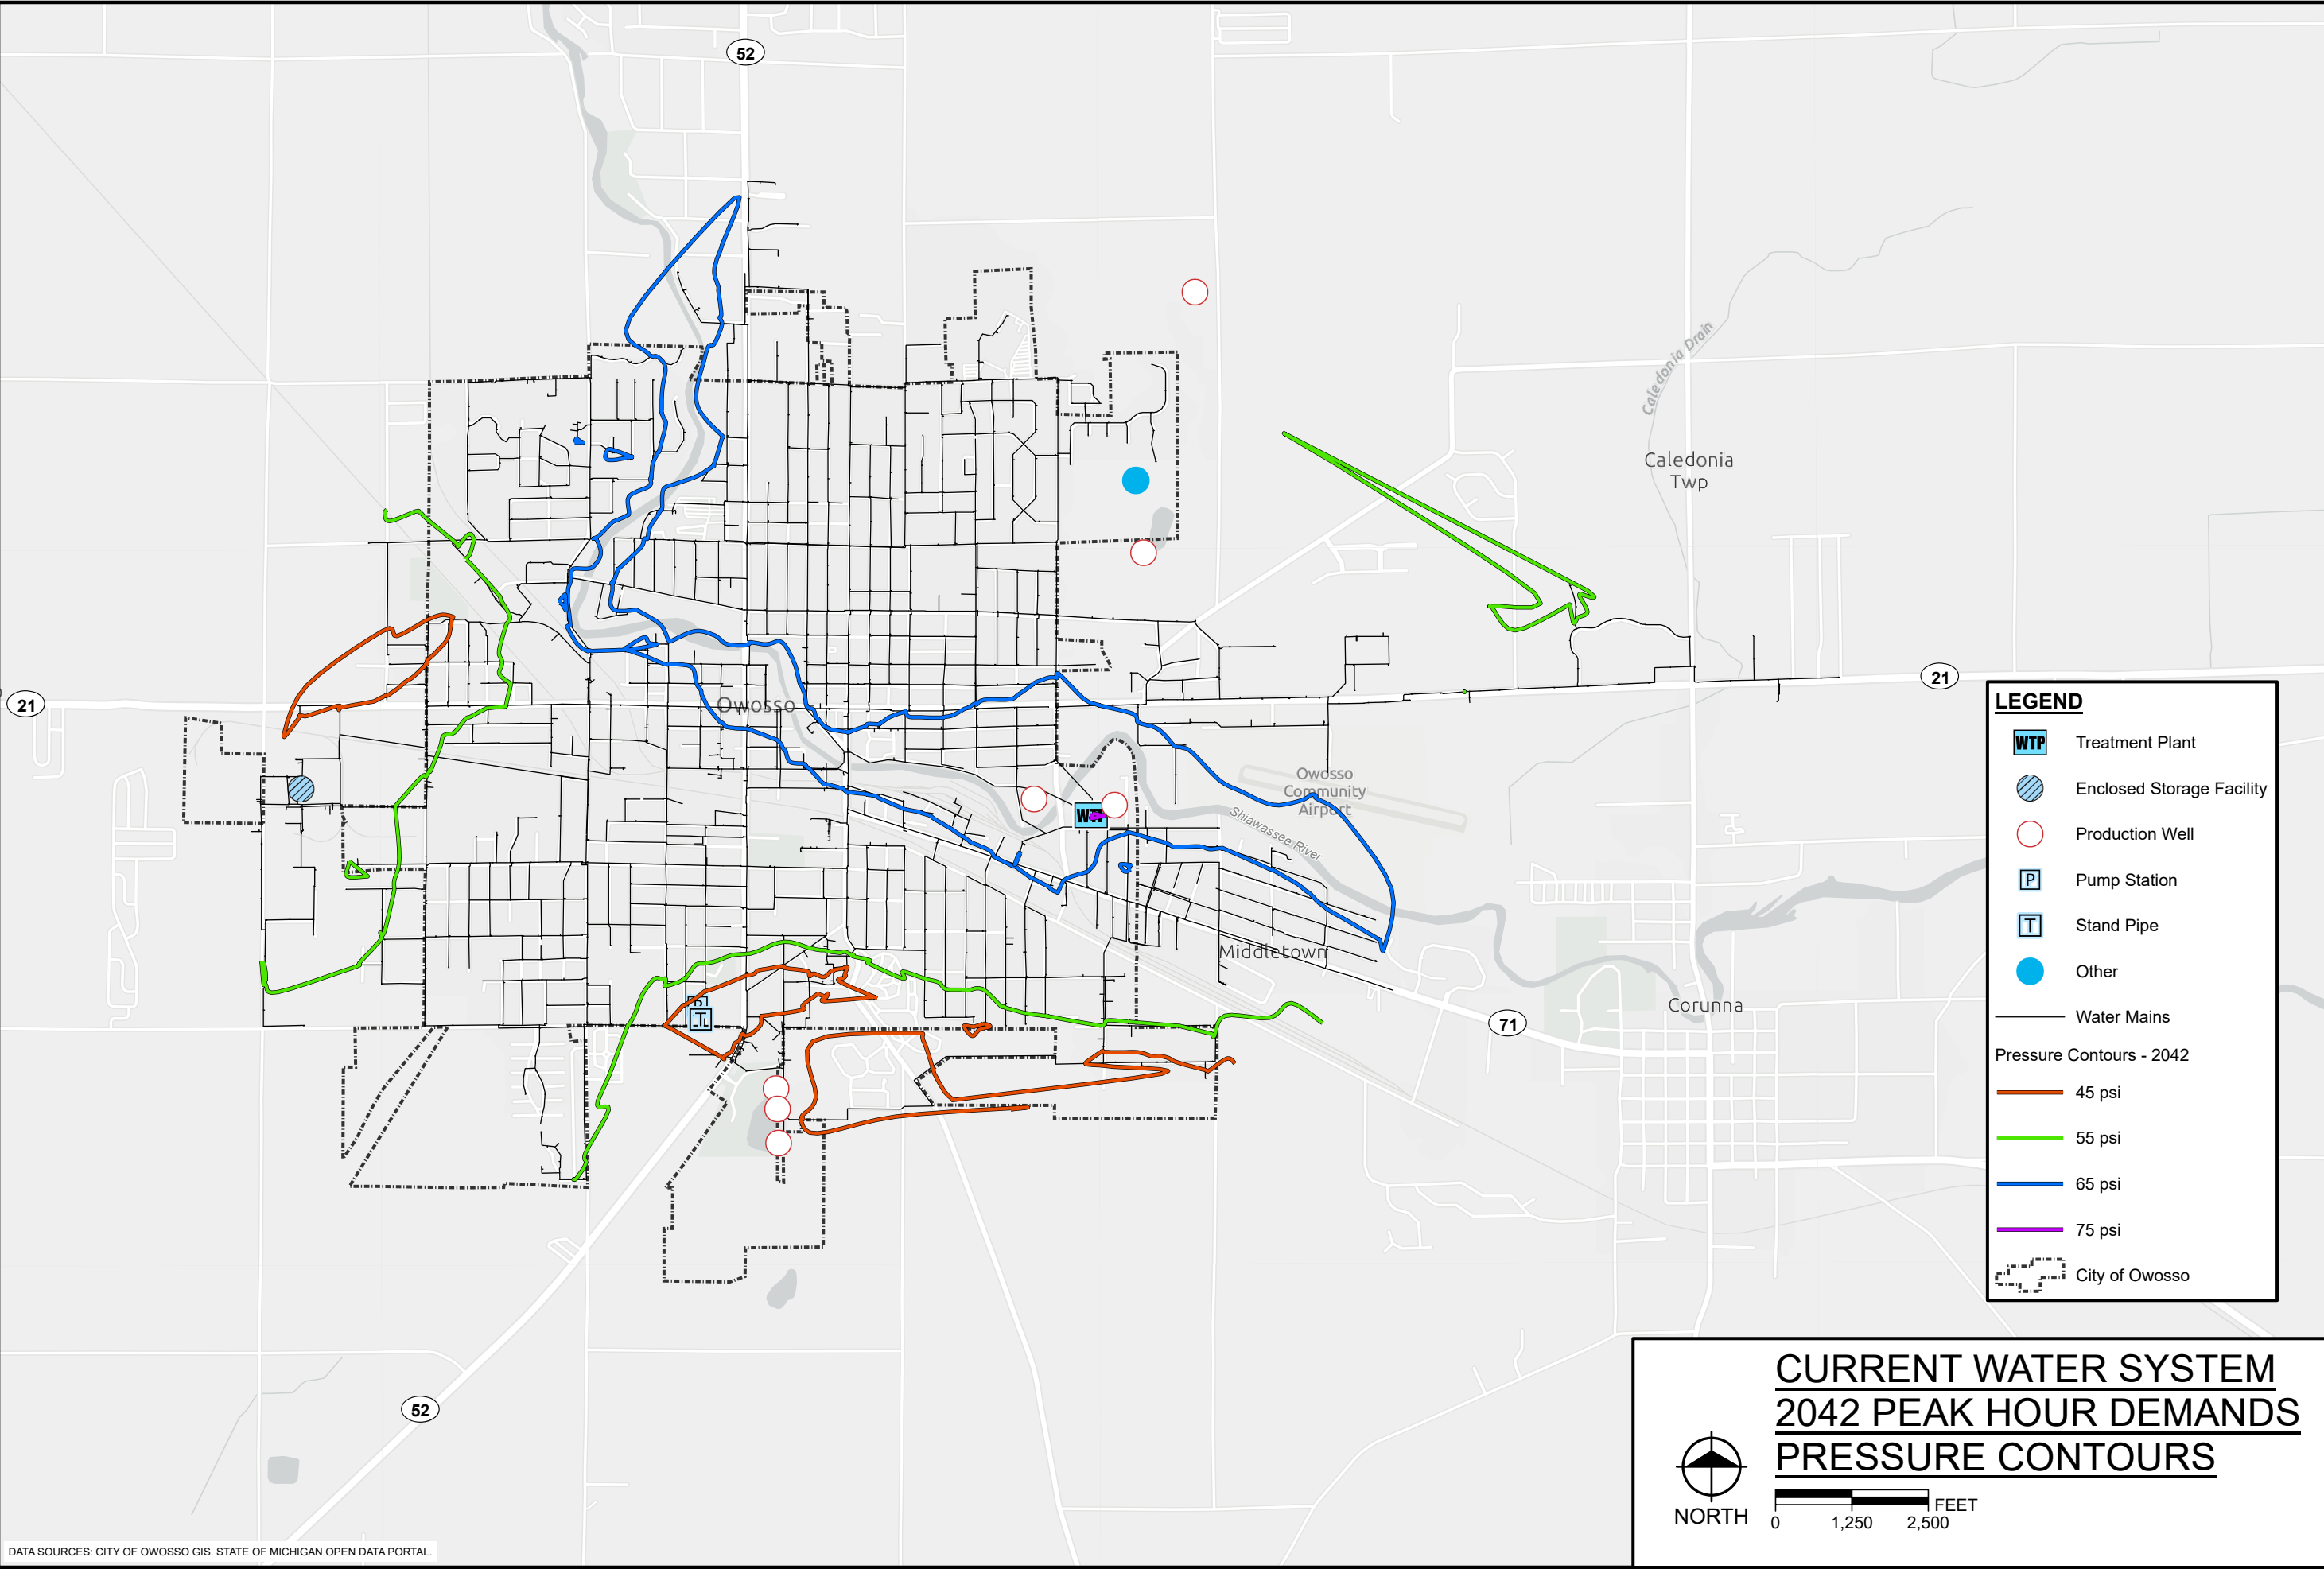 52
Caledonia Drain
Caledonia
Twp
21
21
Owosso
Owosso
Community
Airport
WTP
Shiawassee River
Middletown
Corunna
T
71
52
LEGEND
WTP Treatment Plant
Enclosed Storage Facility
Production Well
P Pump Station
T Stand Pipe
Other
Water Mains
Pressure Contours - 2042
45 psi
55 psi
65 psi
75 psi
City of Owosso
CURRENT WATER SYSTEM
2042 PEAK HOUR DEMANDS
PRESSURE CONTOURS
NORTH
FEET
0 1,250 2,500
DATA SOURCES: CITY OF OWOSSO GIS. STATE OF MICHIGAN OPEN DATA PORTAL.